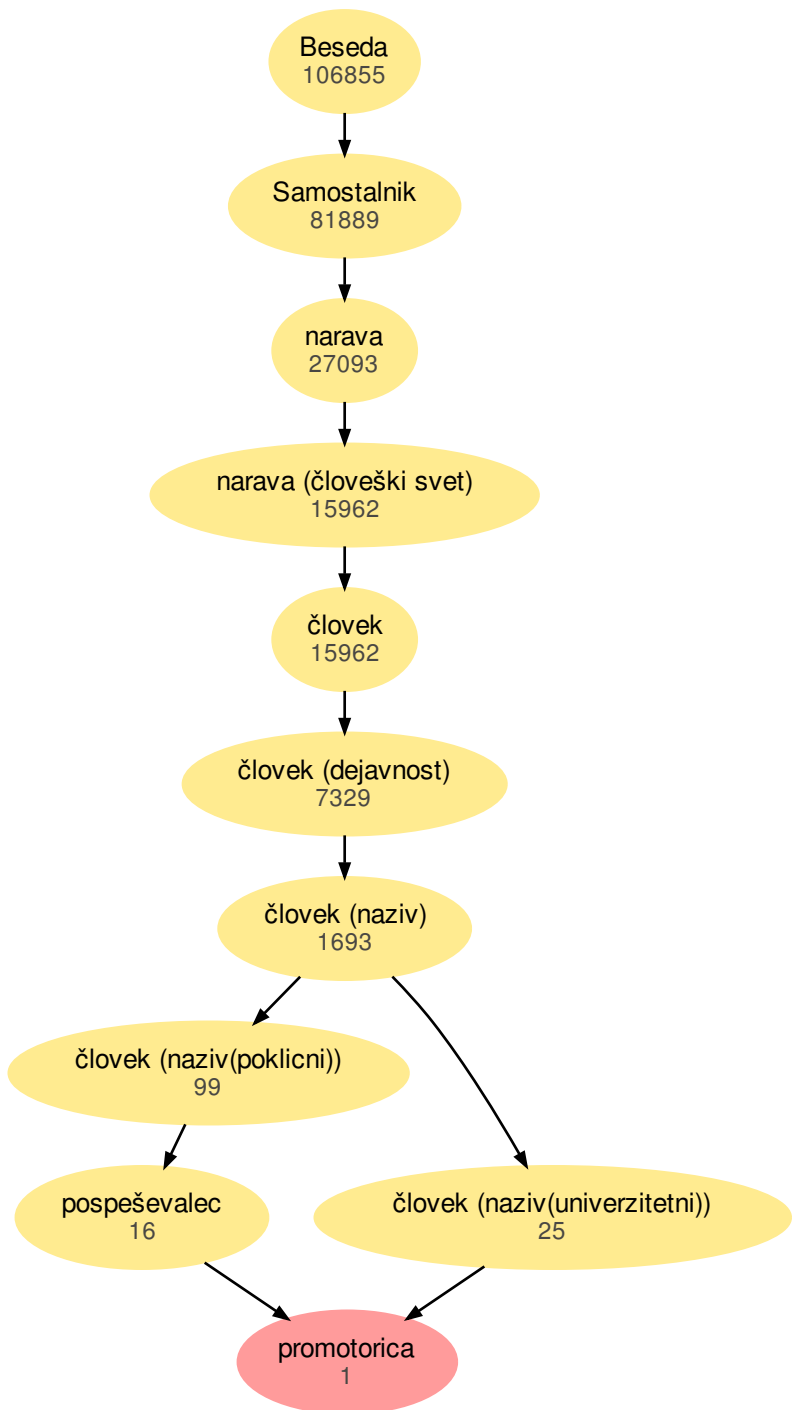 Beseda
106855
Samostalnik
81889
narava
27093
narava (človeški svet)
15962
človek
15962
človek (dejavnost)
7329
človek (naziv)
1693
človek (naziv(poklicni))
99
pospeševalec
16
človek (naziv(univerzitetni))
25
promotorica
1